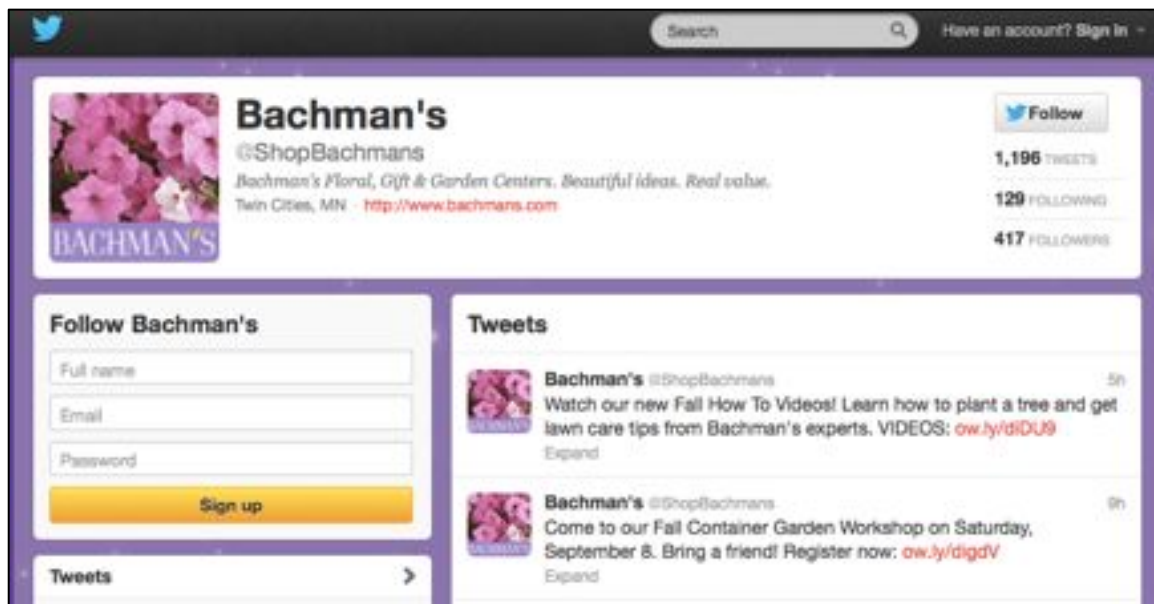 Search
Have an account? Sign in
Bachman's
@ShopBachmans
Bachman's Floral, Gift & Garden Centers. Beautiful ideas. Real value.
Twin Cities, MN · http://www.bachmans.com
BACHMAN'S
Follow
1,196 TWEETS
129 FOLLOWING
417 FOLLOWERS
Follow Bachman's
Full name
Email
Password
Sign up
Tweets
Tweets
Bachman's @ShopBachmans 5h
Watch our new Fall How To Videos! Learn how to plant a tree and get
lawn care tips from Bachman's experts. VIDEOS: ow.ly/diDU9
Expand
Bachman's @ShopBachmans 9h
Come to our Fall Container Garden Workshop on Saturday,
September 8. Bring a friend! Register now: ow.ly/digdV
Expand